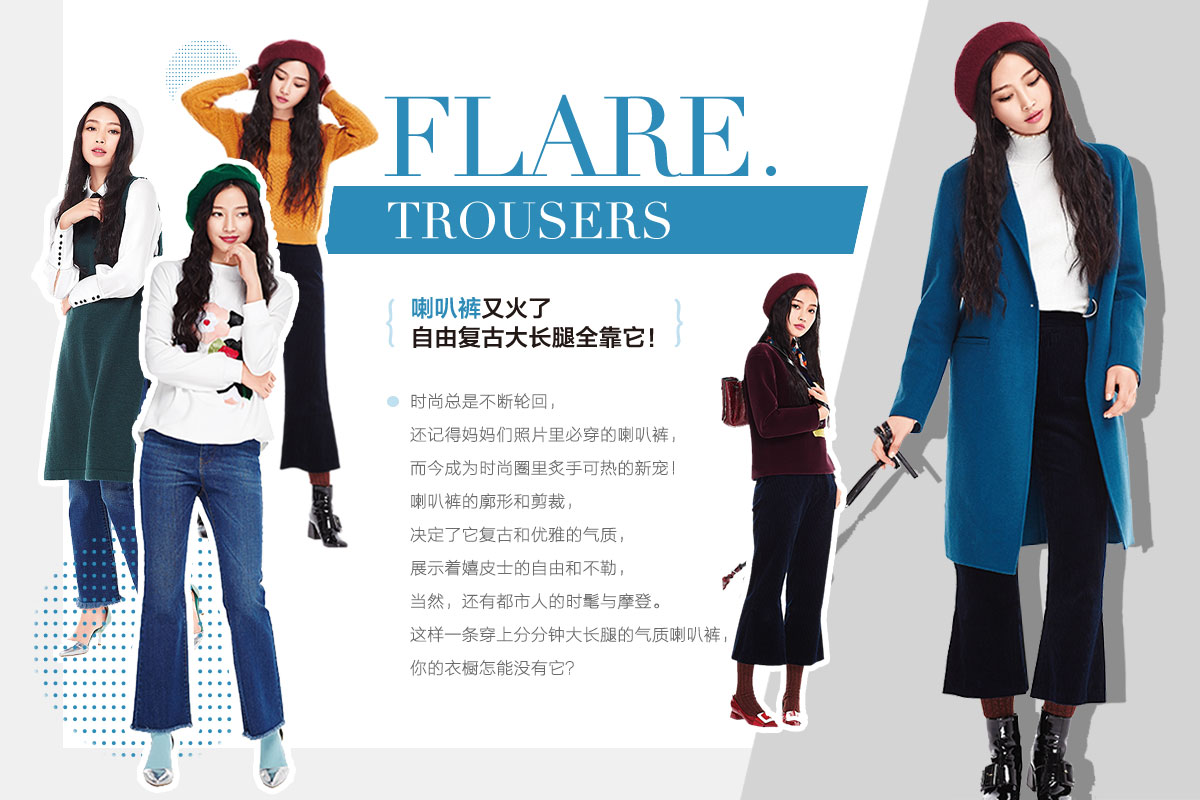 FLARE.
TROUSERS
喇叭裤又火了
自由复古大长腿全靠它！
时尚总是不断轮回，
还记得妈妈们照片里必穿的喇叭裤，
而今成为时尚圈里炙手可热的新宠！
喇叭裤的廓形和剪裁，
决定了它复古和优雅的气质，
展示着嬉皮士的自由和不勒，
当然，还有都市人的时髦与摩登。
这样一条穿上分分钟大长腿的气质喇叭裤，
你的衣橱怎能没有它？